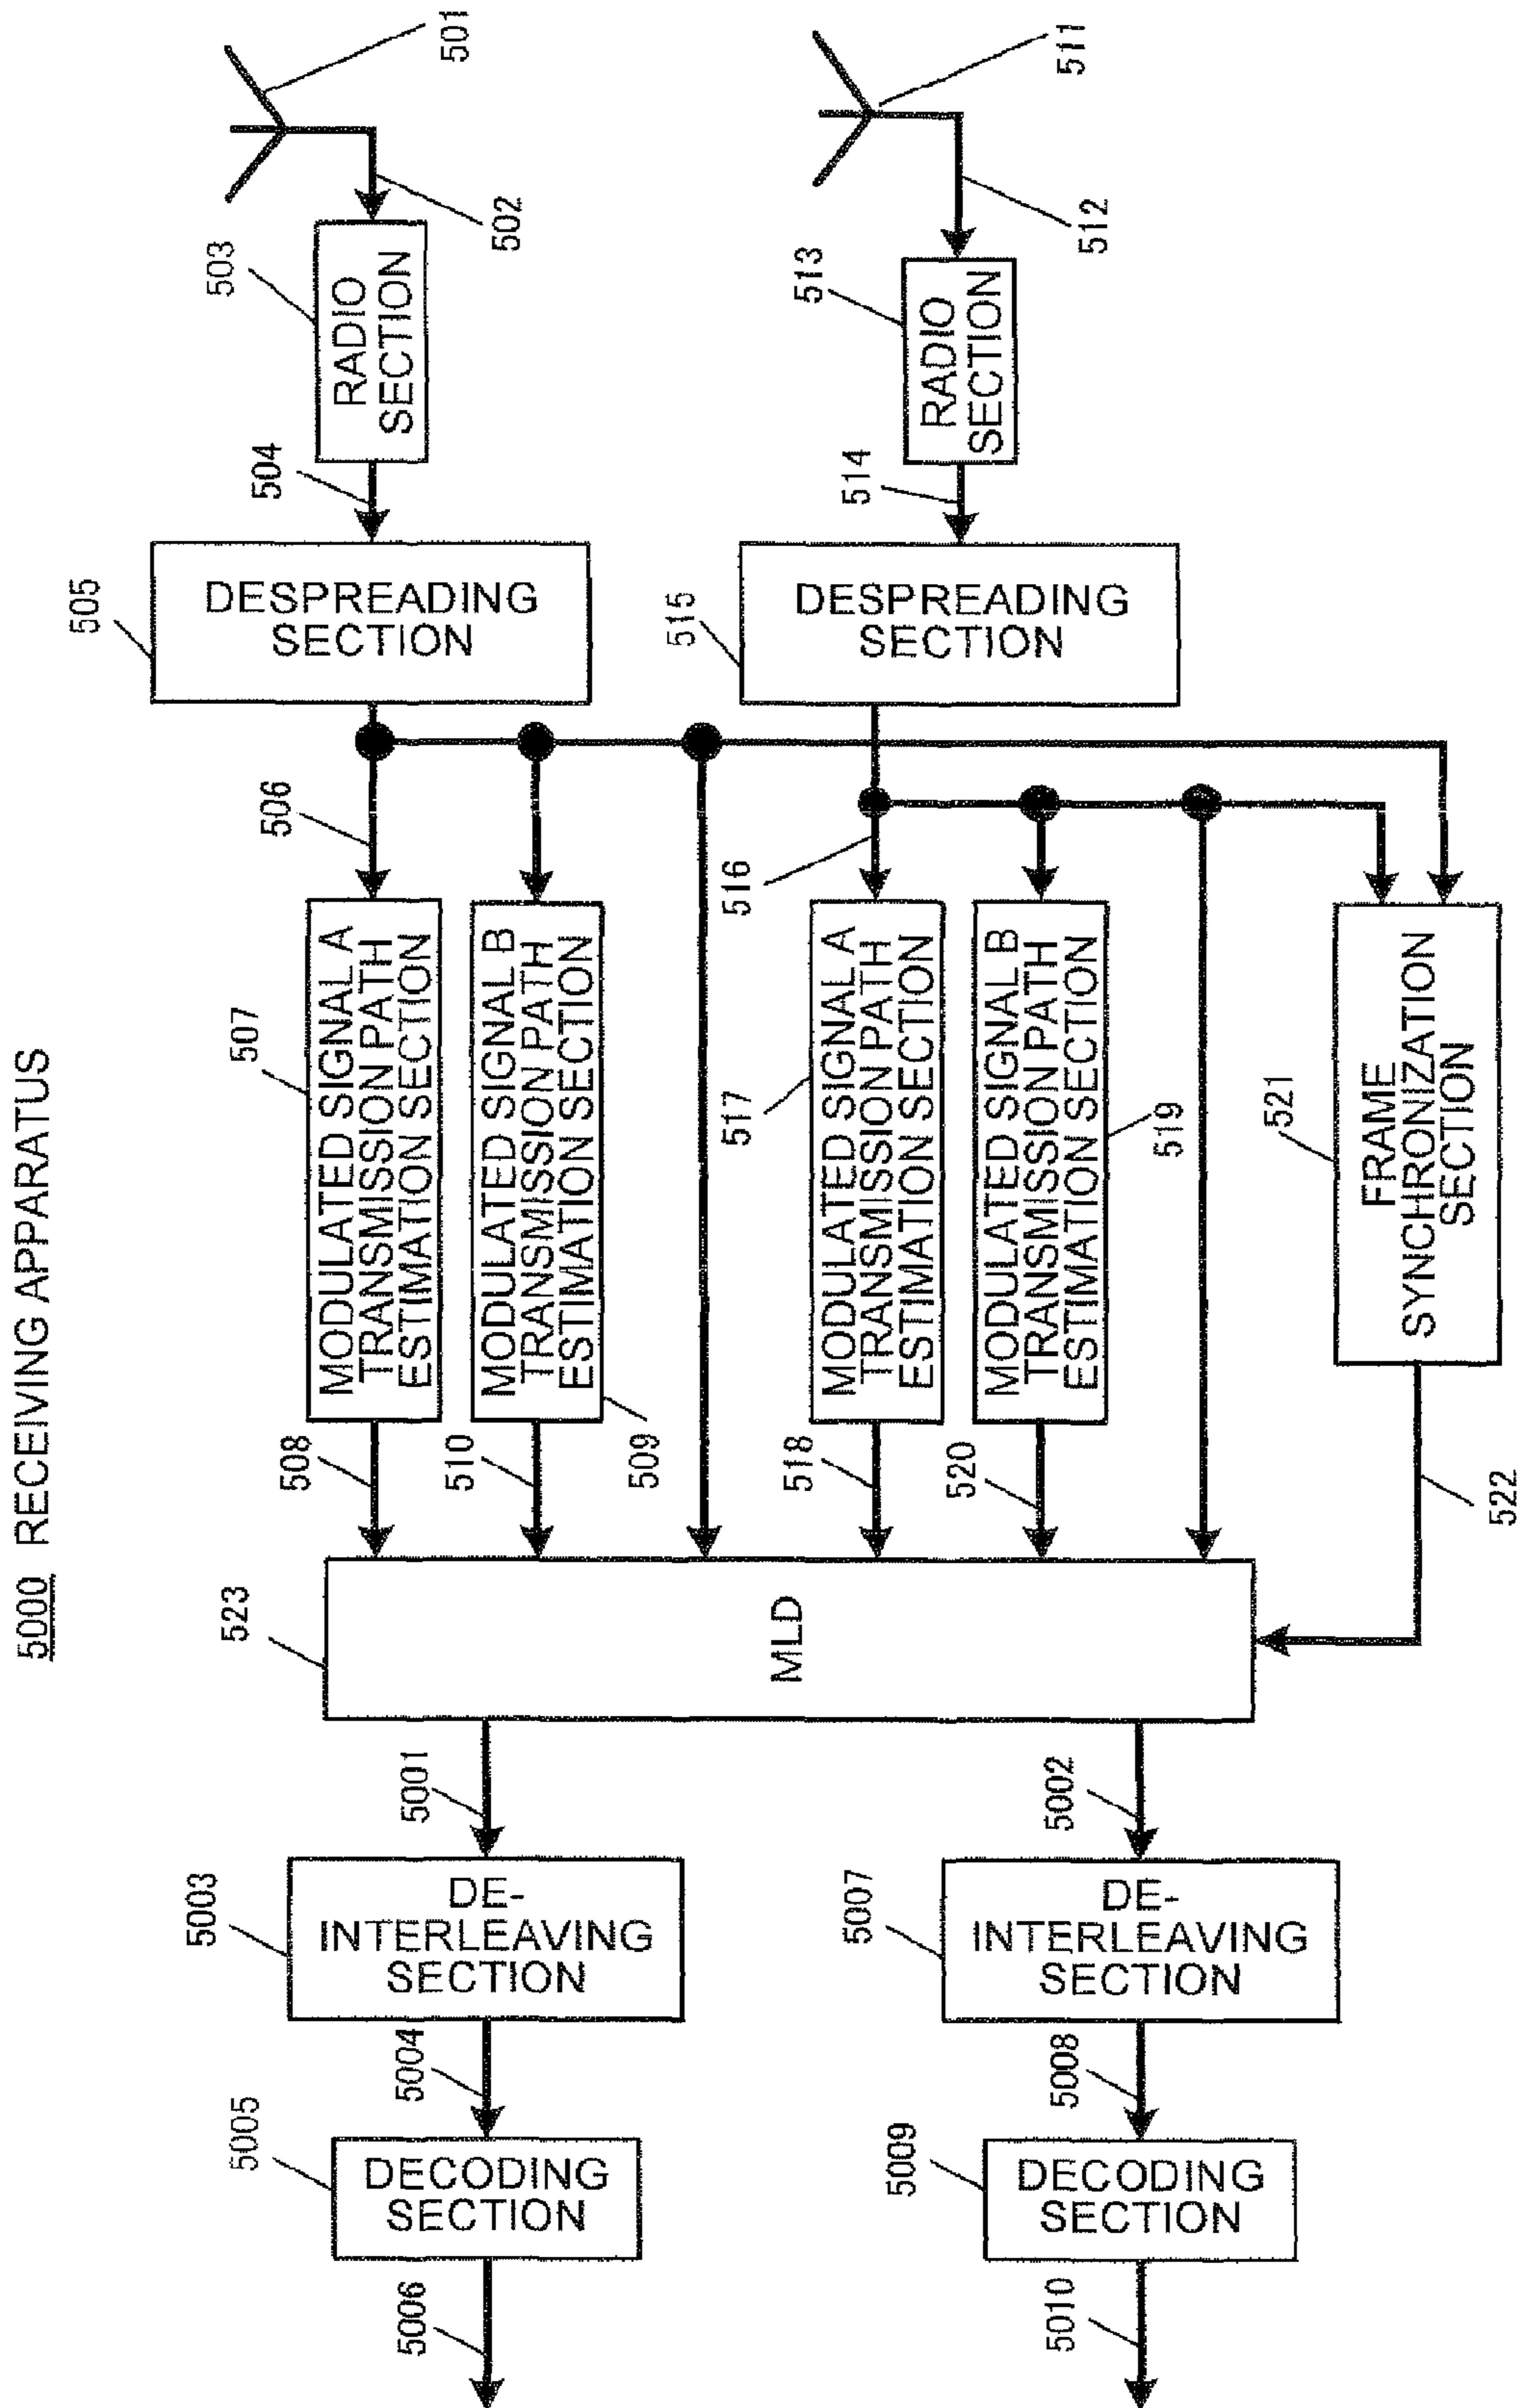 5000 RECEIVING APPARATUS
501
502
503
RADIO
SECTION
504
505
DESPREADING
SECTION
506
507
MODULATED SIGNAL A
TRANSMISSION PATH
ESTIMATION SECTION
508
MODULATED SIGNAL B
TRANSMISSION PATH
ESTIMATION SECTION
509
510
511
512
513
RADIO
SECTION
514
515
DESPREADING
SECTION
516
517
MODULATED SIGNAL A
TRANSMISSION PATH
ESTIMATION SECTION
518
MODULATED SIGNAL B
TRANSMISSION PATH
ESTIMATION SECTION
519
520
521
FRAME
SYNCHRONIZATION
SECTION
522
523
MLD
5001
5002
5003
DE-
INTERLEAVING
SECTION
5004
5005
DECODING
SECTION
5006
5007
DE-
INTERLEAVING
SECTION
5008
5009
DECODING
SECTION
5010